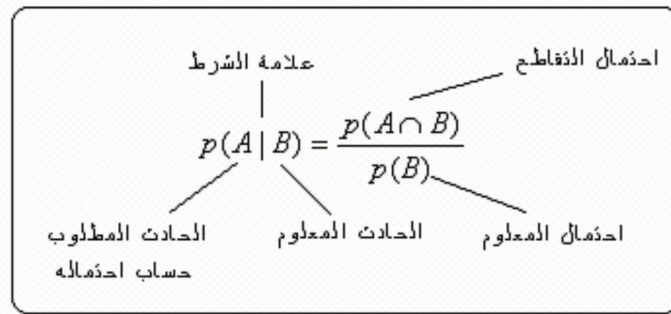 احتمال التقاطع
علامة الشرط
p(A | B) = p(A ∩ B) / p(B)
الحادث المطلوب
حساب احتماله
الحادث المعلوم
احتمال المعلوم